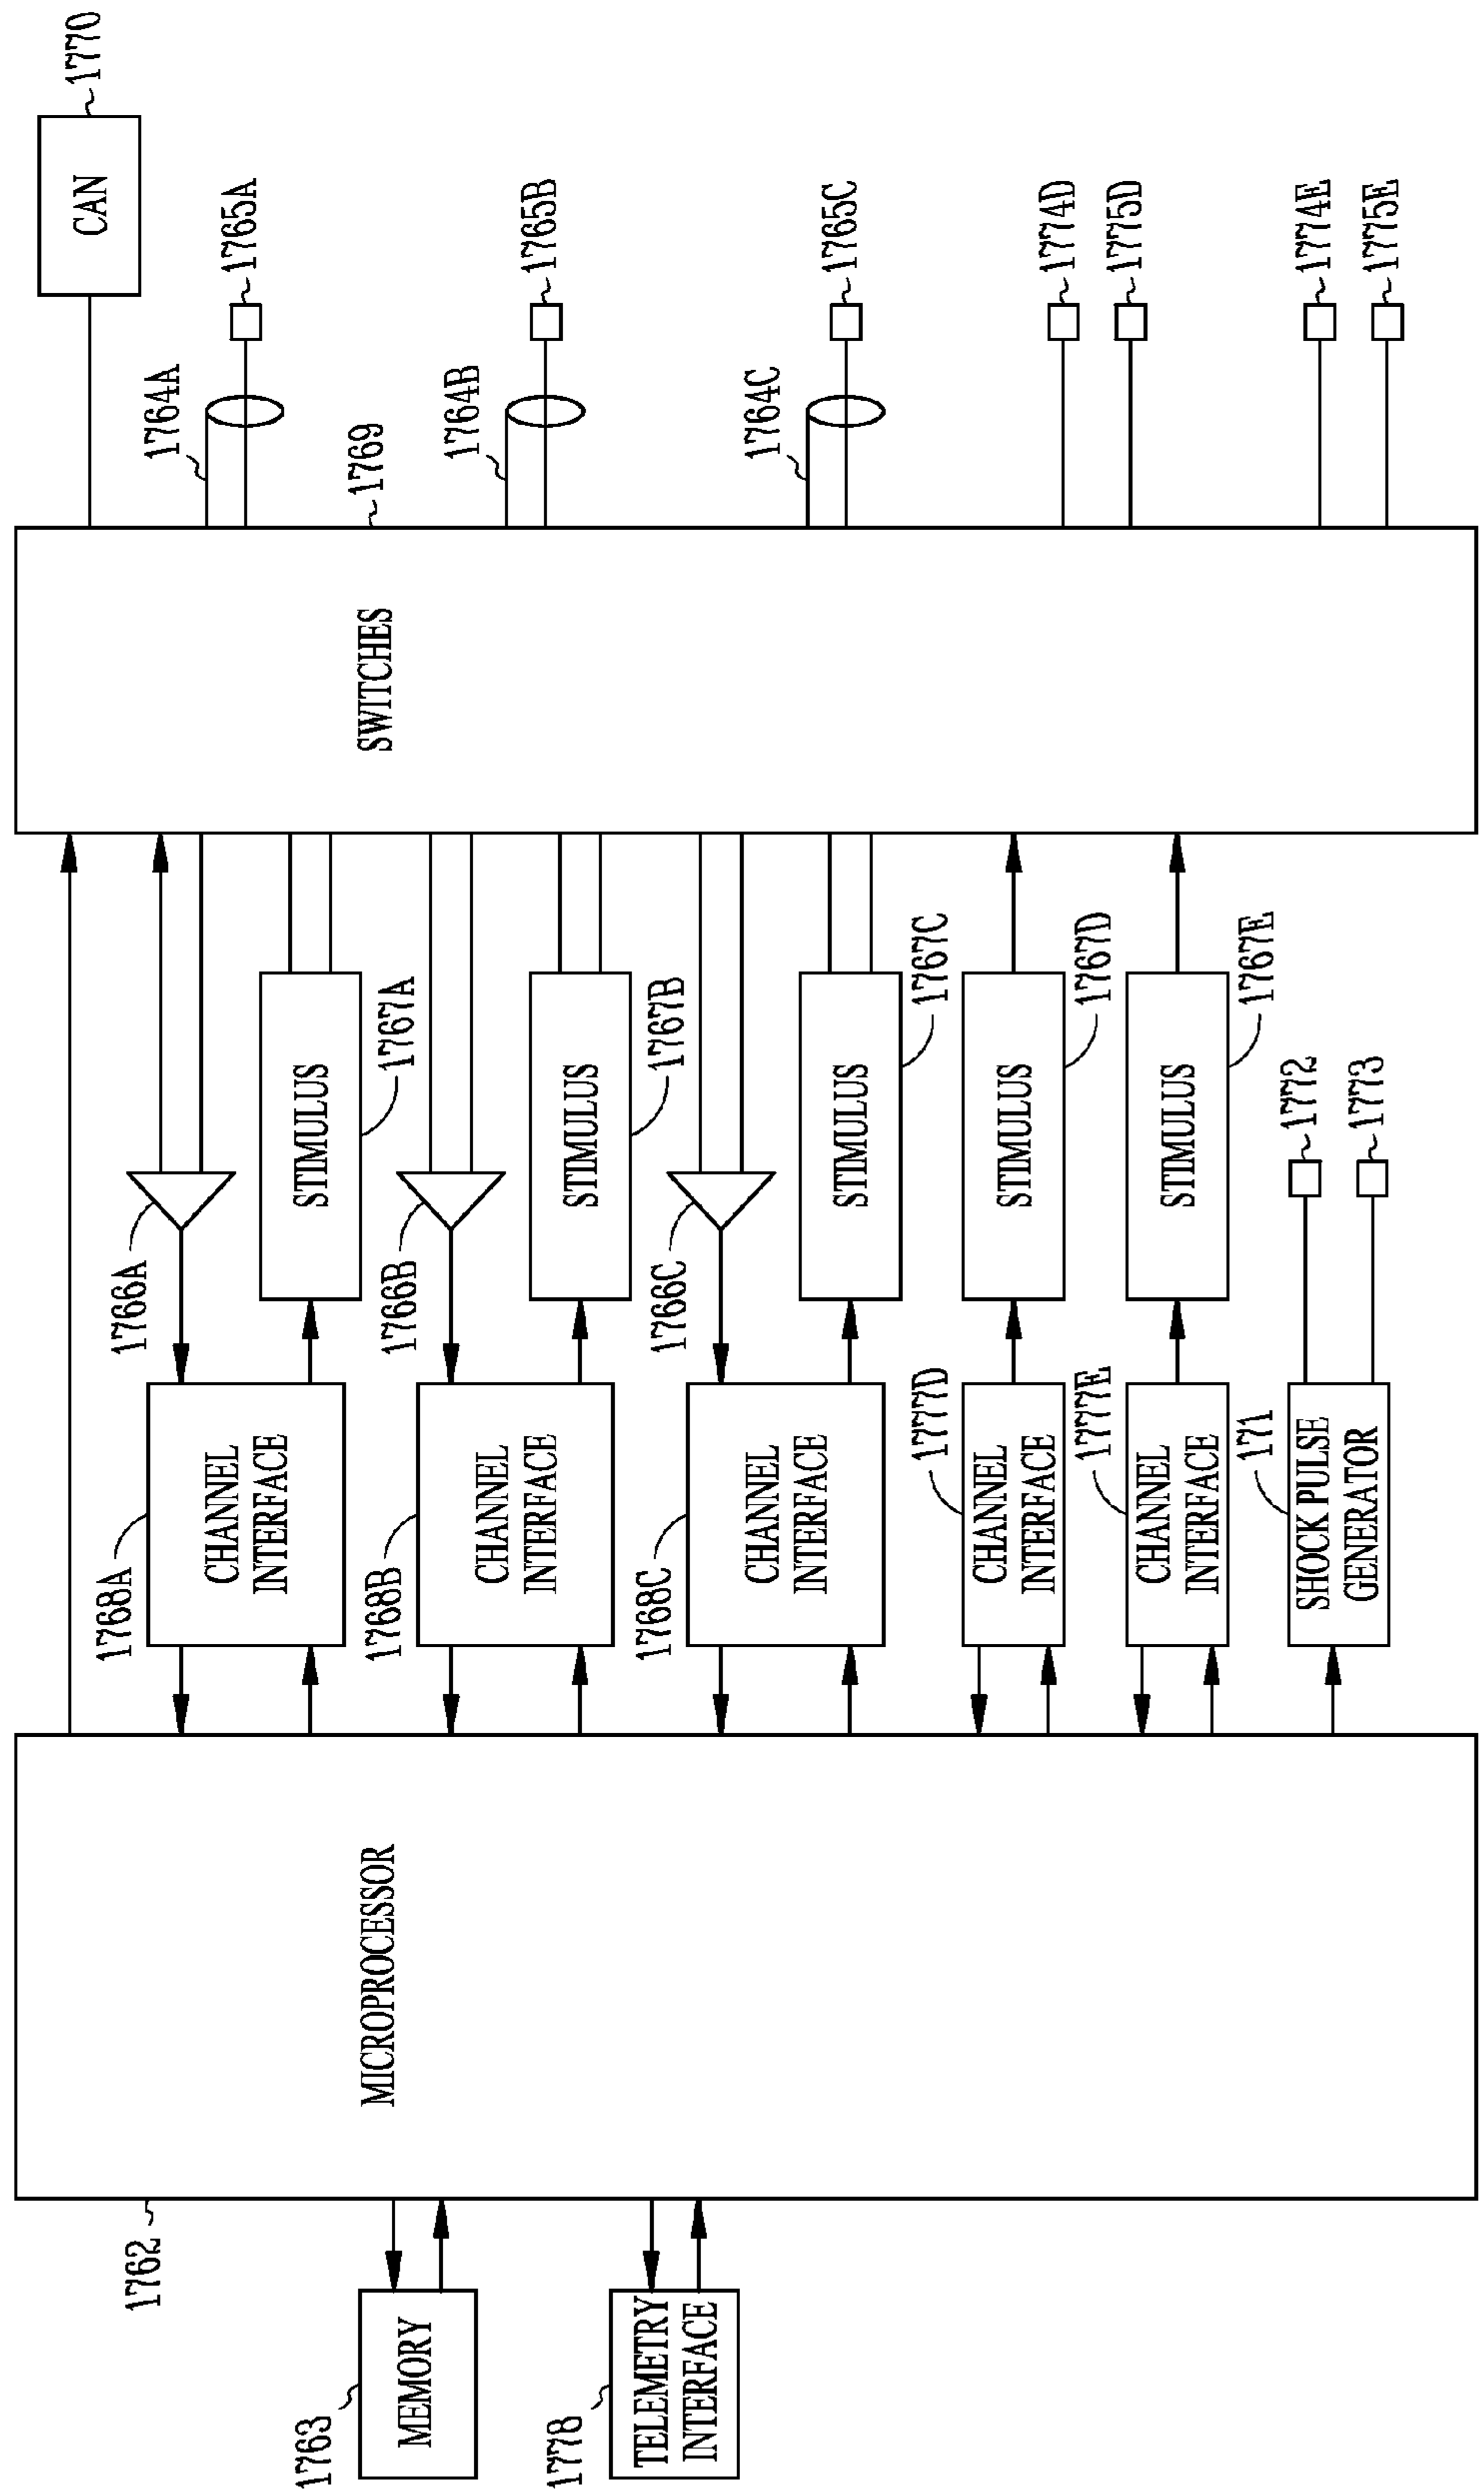 CAN
1770
1764A
1765A
1764B
1765B
1764C
1765C
1774D
1775D
1774E
1775E
1769
SWITCHES
1766A
STIMULUS
1767A
1766B
STIMULUS
1767B
1766C
STIMULUS
1767C
STIMULUS
1767D
STIMULUS
1767E
1768A
CHANNEL
INTERFACE
1768B
CHANNEL
INTERFACE
1768C
CHANNEL
INTERFACE
1777D
CHANNEL
INTERFACE
1777E
CHANNEL
INTERFACE
171
SHOCK PULSE
GENERATOR
1772
1773
MICROPROCESSOR
1762
1763
MEMORY
1778
TELEMETRY
INTERFACE